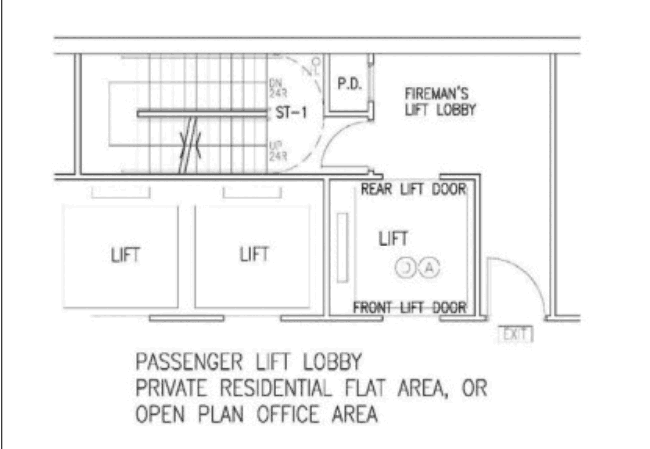 P.D.
FIREMAN'S
LIFT LOBBY
DN
24R
ST-1
UP
24R
REAR LIFT DOOR
LIFT
LIFT
LIFT
D A
FRONT LIFT DOOR
EXIT
PASSENGER LIFT LOBBY
PRIVATE RESIDENTIAL FLAT AREA, OR
OPEN PLAN OFFICE AREA